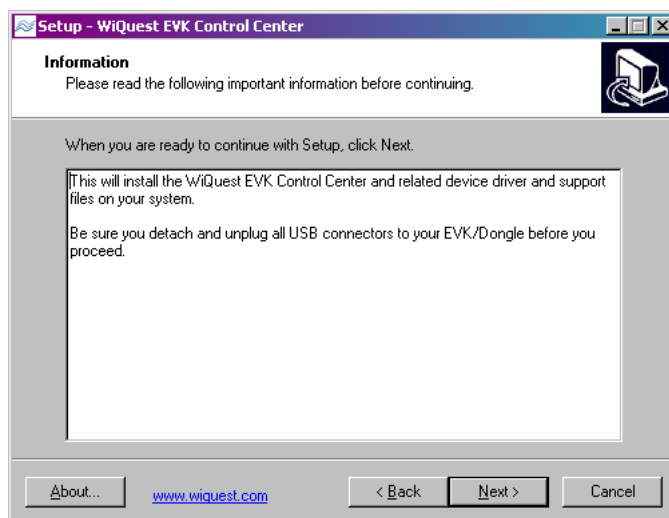 Setup - WiQuest EVK Control Center
Information
Please read the following important information before continuing.
When you are ready to continue with Setup, click Next.
This will install the WiQuest EVK Control Center and related device driver and support
files on your system.
Be sure you detach and unplug all USB connectors to your EVK/Dongle before you
proceed.
About... www.wiquest.com < Back Next > Cancel